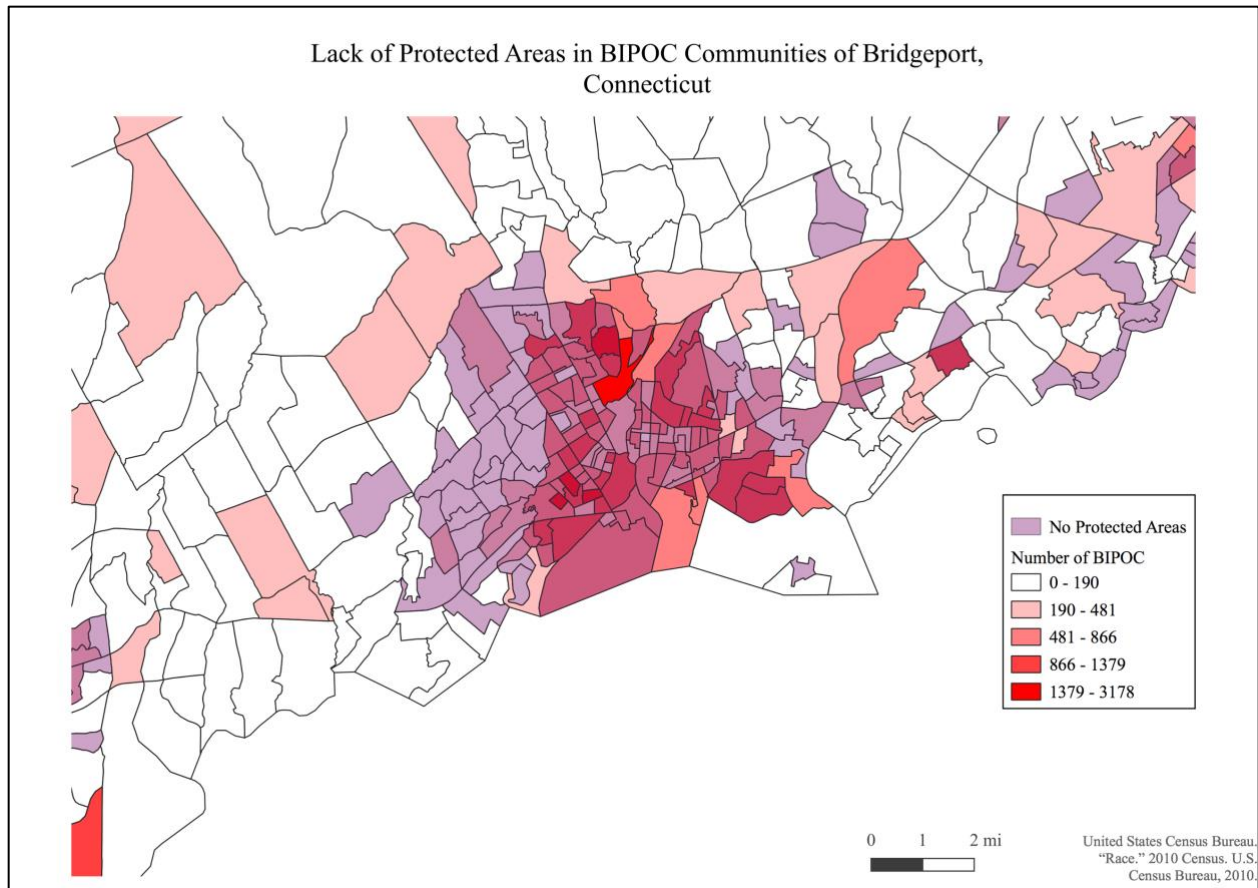 Lack of Protected Areas in BIPOC Communities of Bridgeport,
Connecticut
No Protected Areas
Number of BIPOC
0 - 190
190 - 481
481 - 866
866 - 1379
1379 - 3178
0 1 2 mi
United States Census Bureau.
“Race.” 2010 Census. U.S.
Census Bureau, 2010.